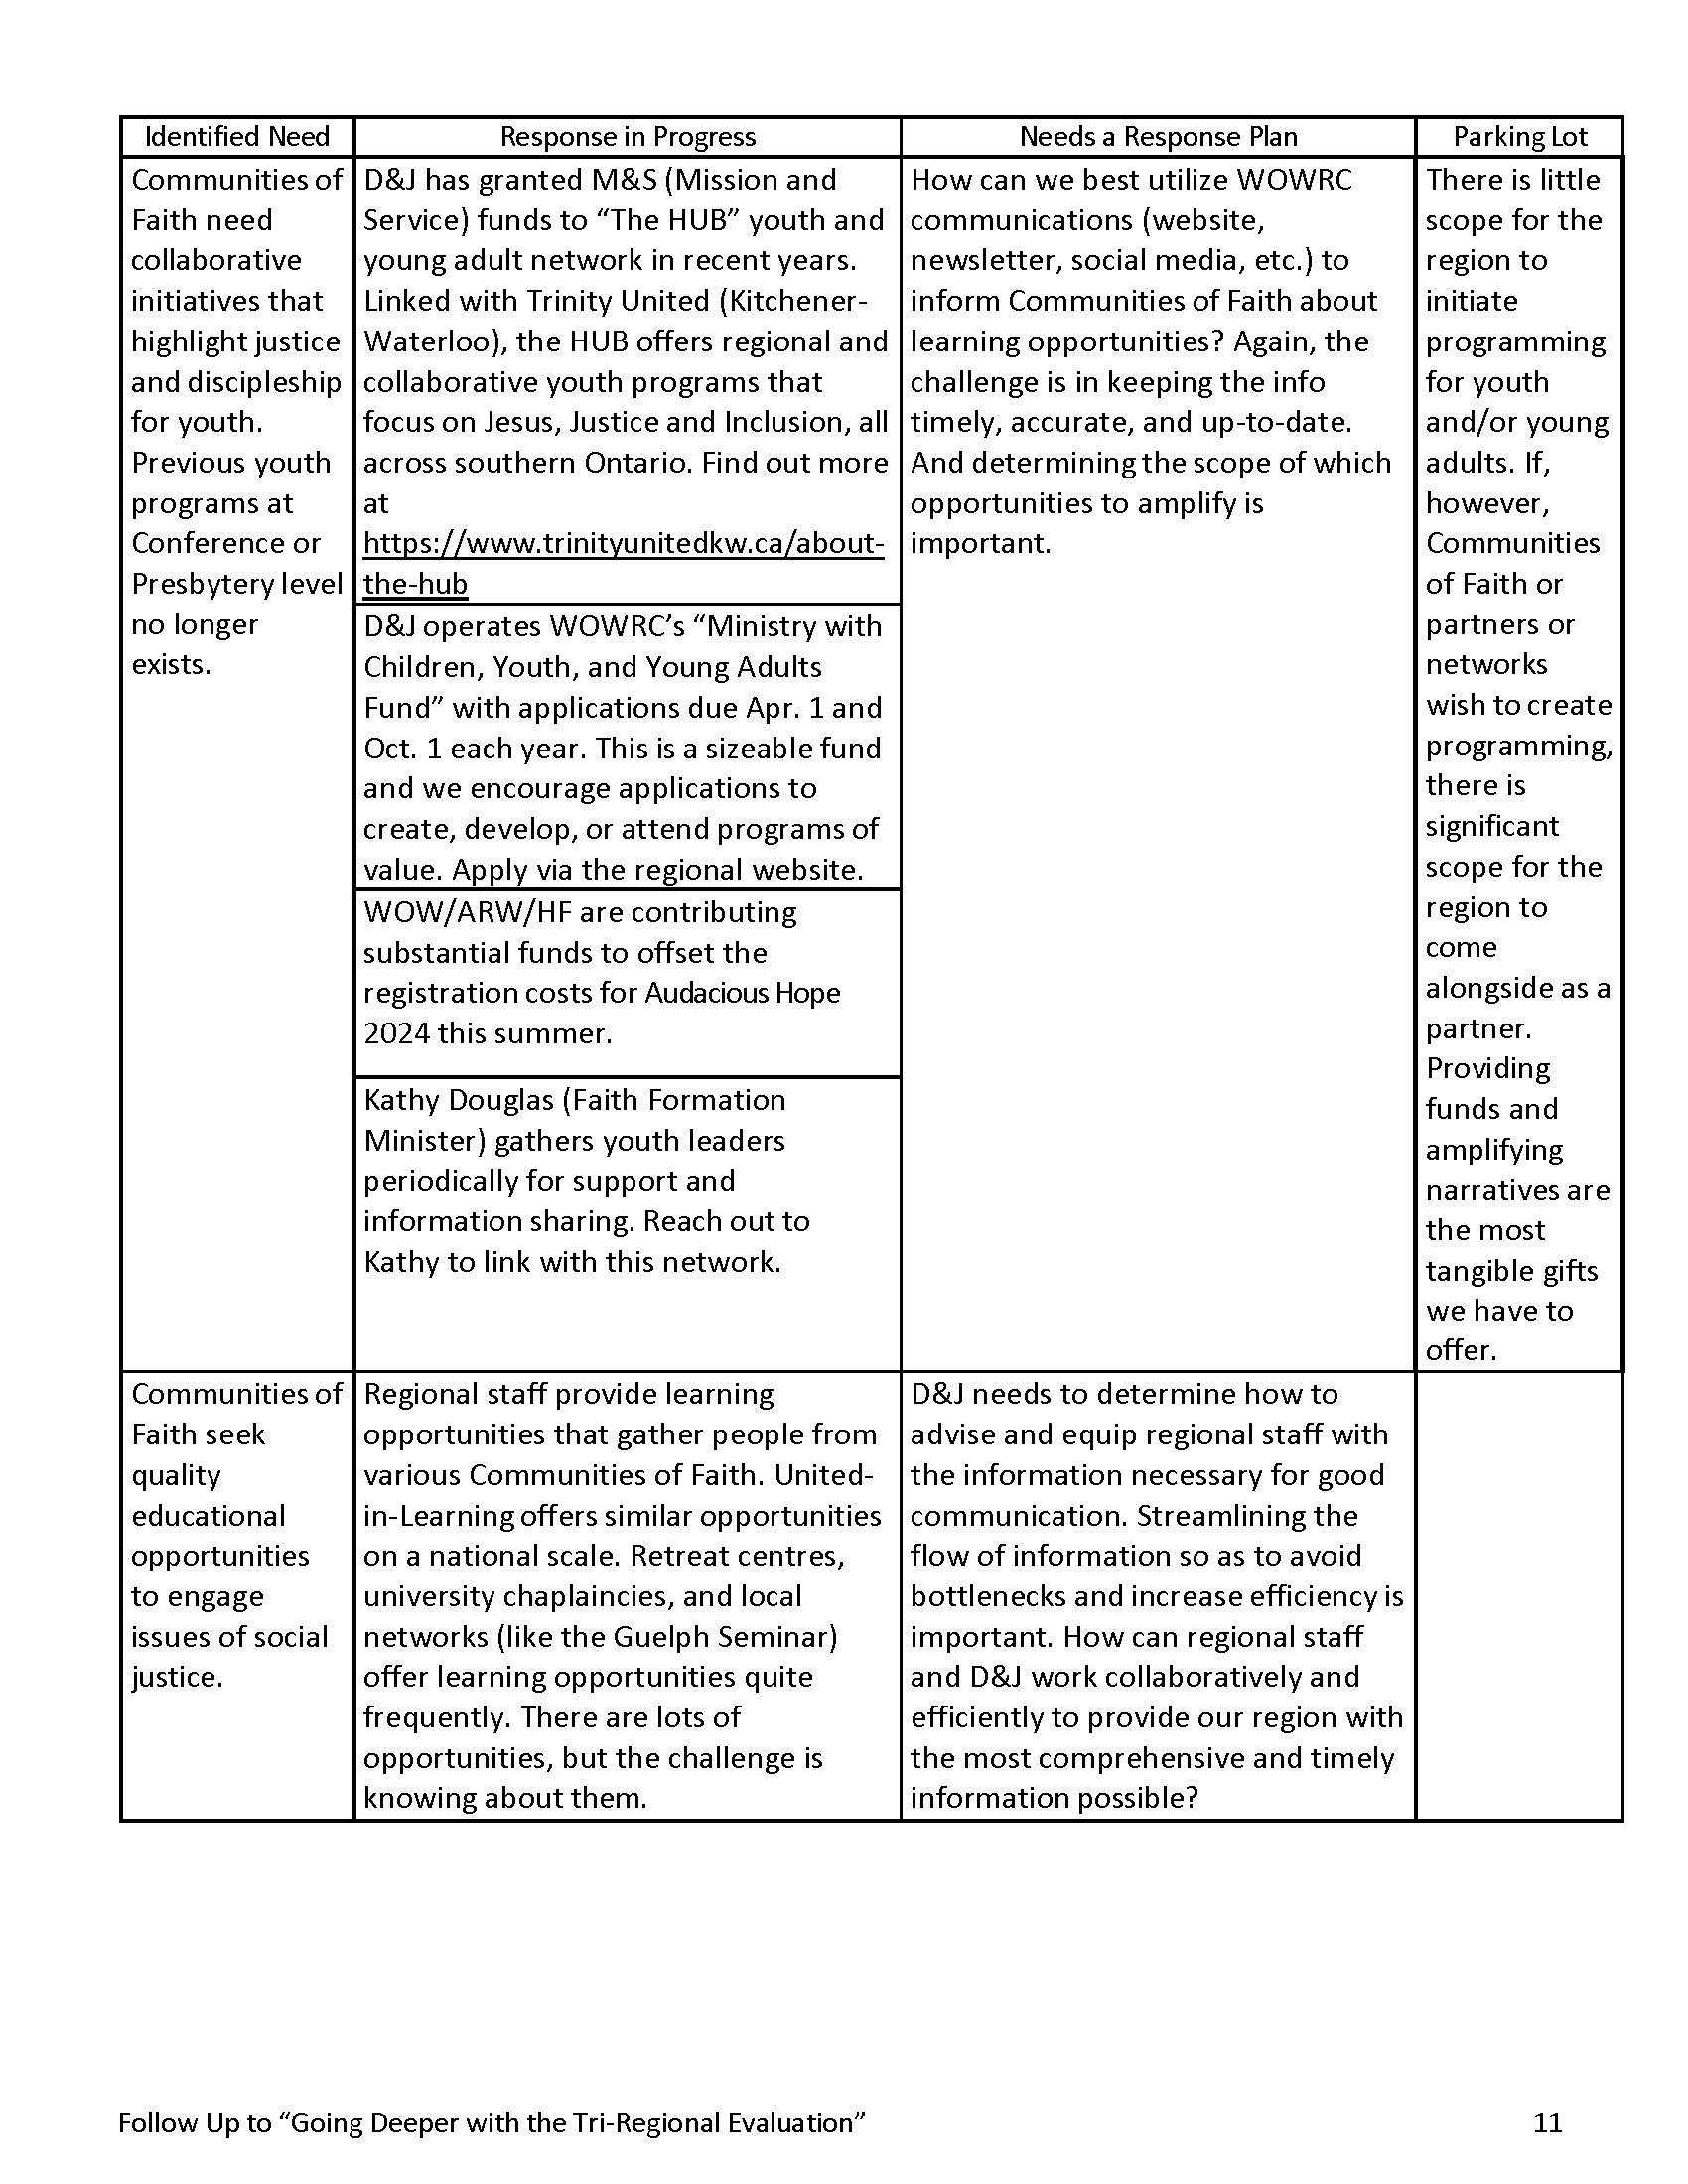 Identified Need
Response in Progress
Needs a Response Plan
Parking Lot
Communities of
Faith need
collaborative
initiatives that
highlight justice
and discipleship
for youth.
Previous youth
programs at
Conference or
Presbytery level
no longer
exists.
D&J has granted M&S (Mission and
Service) funds to “The HUB” youth and
young adult network in recent years.
Linked with Trinity United (Kitchener-
Waterloo), the HUB offers regional and
collaborative youth programs that
focus on Jesus, Justice and Inclusion, all
across southern Ontario. Find out more
at
https://www.trinityunitedkw.ca/about-
the-hub
D&J operates WOWRC’s “Ministry with
Children, Youth, and Young Adults
Fund” with applications due Apr. 1 and
Oct. 1 each year. This is a sizeable fund
and we encourage applications to
create, develop, or attend programs of
value. Apply via the regional website.
WOW/ARW/HF are contributing
substantial funds to offset the
registration costs for Audacious Hope
2024 this summer.
Kathy Douglas (Faith Formation
Minister) gathers youth leaders
periodically for support and
information sharing. Reach out to
Kathy to link with this network.
How can we best utilize WOWRC
communications (website,
newsletter, social media, etc.) to
inform Communities of Faith about
learning opportunities? Again, the
challenge is in keeping the info
timely, accurate, and up-to-date.
And determining the scope of which
opportunities to amplify is
important.
There is little
scope for the
region to
initiate
programming
for youth
and/or young
adults. If,
however,
Communities
of Faith or
partners or
networks
wish to create
programming,
there is
significant
scope for the
region to
come
alongside as a
partner.
Providing
funds and
amplifying
narratives are
the most
tangible gifts
we have to
offer.
Communities of
Faith seek
quality
educational
opportunities
to engage
issues of social
justice.
Regional staff provide learning
opportunities that gather people from
various Communities of Faith. United-
in-Learning offers similar opportunities
on a national scale. Retreat centres,
university chaplaincies, and local
networks (like the Guelph Seminar)
offer learning opportunities quite
frequently. There are lots of
opportunities, but the challenge is
knowing about them.
D&J needs to determine how to
advise and equip regional staff with
the information necessary for good
communication. Streamlining the
flow of information so as to avoid
bottlenecks and increase efficiency is
important. How can regional staff
and D&J work collaboratively and
efficiently to provide our region with
the most comprehensive and timely
information possible?
Follow Up to “Going Deeper with the Tri-Regional Evaluation”
11